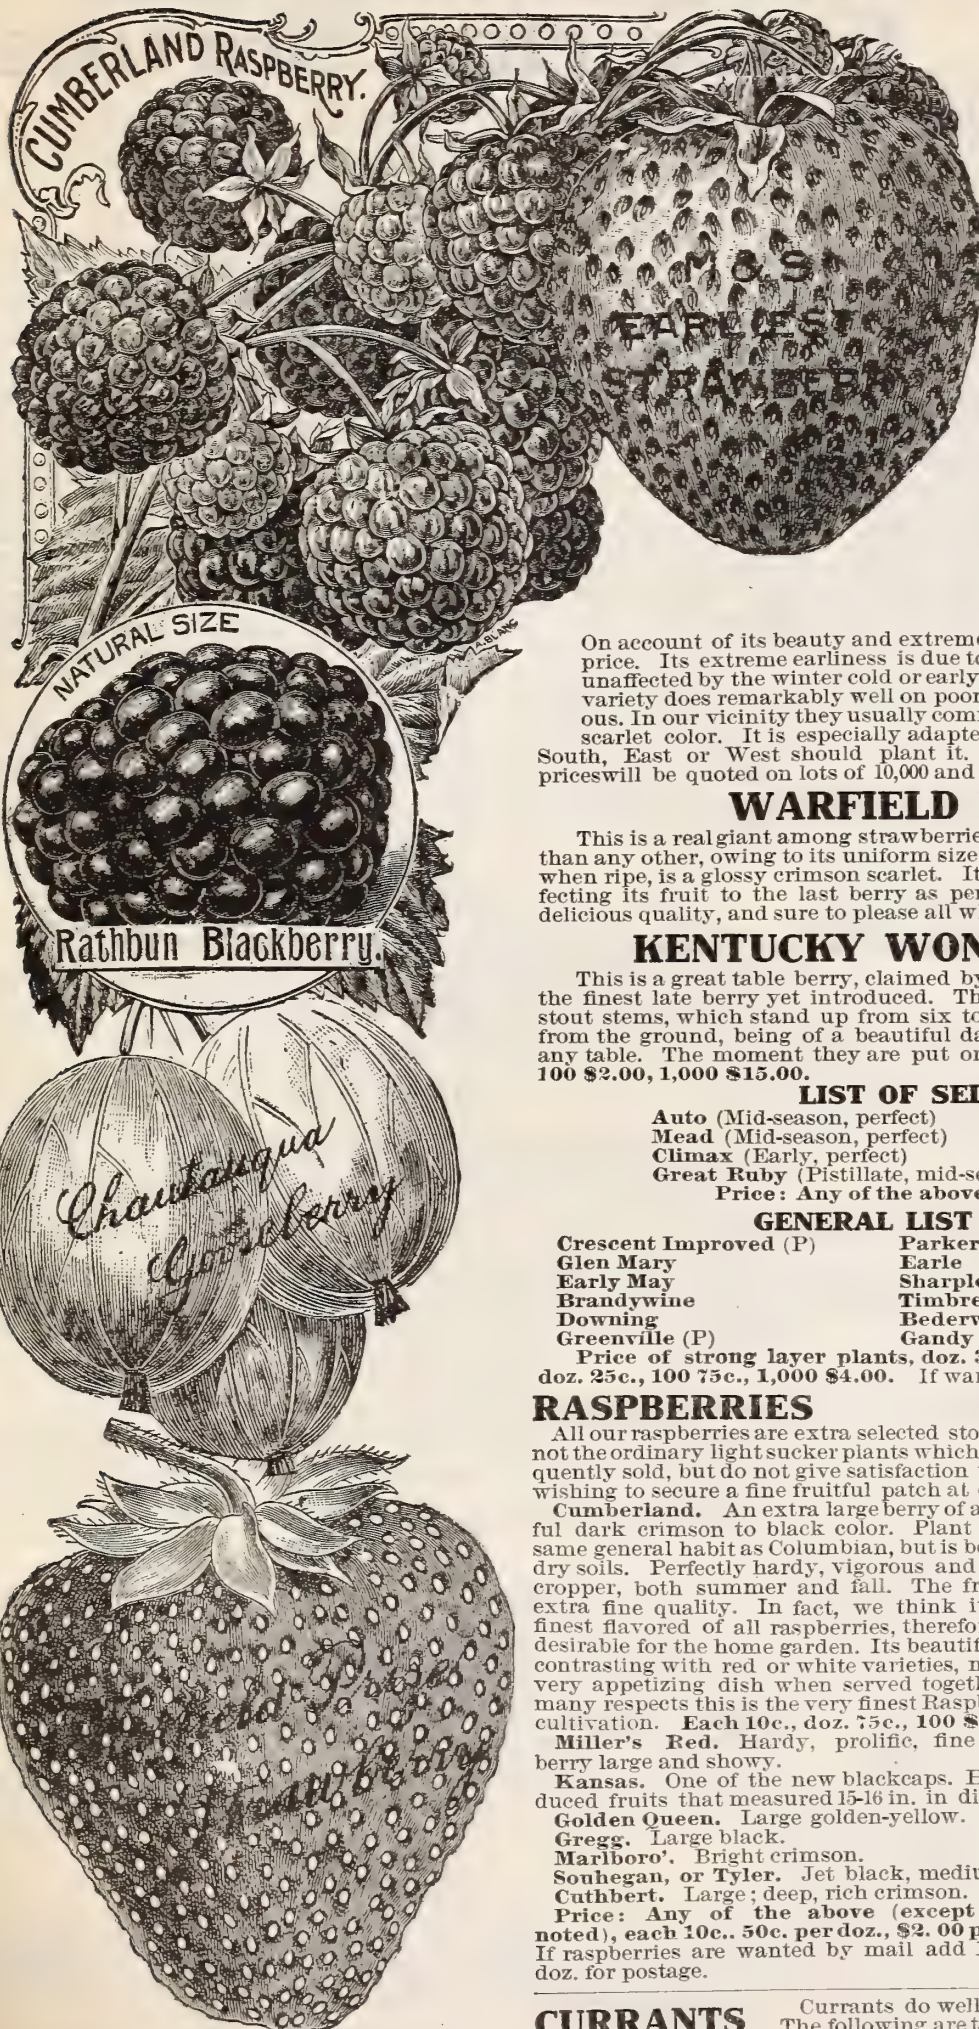 CUMBERLAND RASPBERRY.
M & S
EARLIEST
A. BLANC
NATURAL SIZE
Rathbun Blackberry.
Chautauqua
Gooseberry
Strawberry
On account of its beauty and extreme
price. Its extreme earliness is due to
unaffected by the winter cold or early
variety does remarkably well on poor
ous. In our vicinity they usually com
scarlet color. It is especially adapte
South, East or West should plant it.
priceswill be quoted on lots of 10,000 and
WARFIELD
This is a real giant among strawberrie
than any other, owing to its uniform size
when ripe, is a glossy crimson scarlet. It
fecting its fruit to the last berry as per
delicious quality, and sure to please all w
KENTUCKY WON
This is a great table berry, claimed by
the finest late berry yet introduced. Th
stout stems, which stand up from six to
from the ground, being of a beautiful da
any table. The moment they are put on
100 $2.00, 1,000 $15.00.
LIST OF SEL
Auto (Mid-season, perfect)
Mead (Mid-season, perfect)
Climax (Early, perfect)
Great Ruby (Pistillate, mid-se
Price: Any of the above
GENERAL LIST
Crescent Improved (P) Parker
Glen Mary Earle
Early May Sharple
Brandywine Timbre
Downing Bederw
Greenville (P) Gandy
Price of strong layer plants, doz.
doz. 25c., 100 75c., 1,000 $4.00. If wan
RASPBERRIES
All our raspberries are extra selected sto
not the ordinary light sucker plants which
quently sold, but do not give satisfaction
wishing to secure a fine fruitful patch at
Cumberland. An extra large berry of a
ful dark crimson to black color. Plant
same general habit as Columbian, but is be
dry soils. Perfectly hardy, vigorous and
cropper, both summer and fall. The fr
extra fine quality. In fact, we think i
finest flavored of all raspberries, therefo
desirable for the home garden. Its beautif
contrasting with red or white varieties, m
very appetizing dish when served togeth
many respects this is the very finest Rasp
cultivation. Each 10c., doz. 75c., 100 $
Miller's Red. Hardy, prolific, fine
berry large and showy.
Kansas. One of the new blackcaps. H
duced fruits that measured 15-16 in. in di
Golden Queen. Large golden-yellow.
Gregg. Large black.
Marlboro'. Bright crimson.
Souhegan, or Tyler. Jet black, mediu
Cuthbert. Large; deep, rich crimson.
Price: Any of the above (except
noted), each 10c.. 50c. per doz., $2. 00 p
If raspberries are wanted by mail add
doz. for postage.
CURRANTS Currants do well
The following are